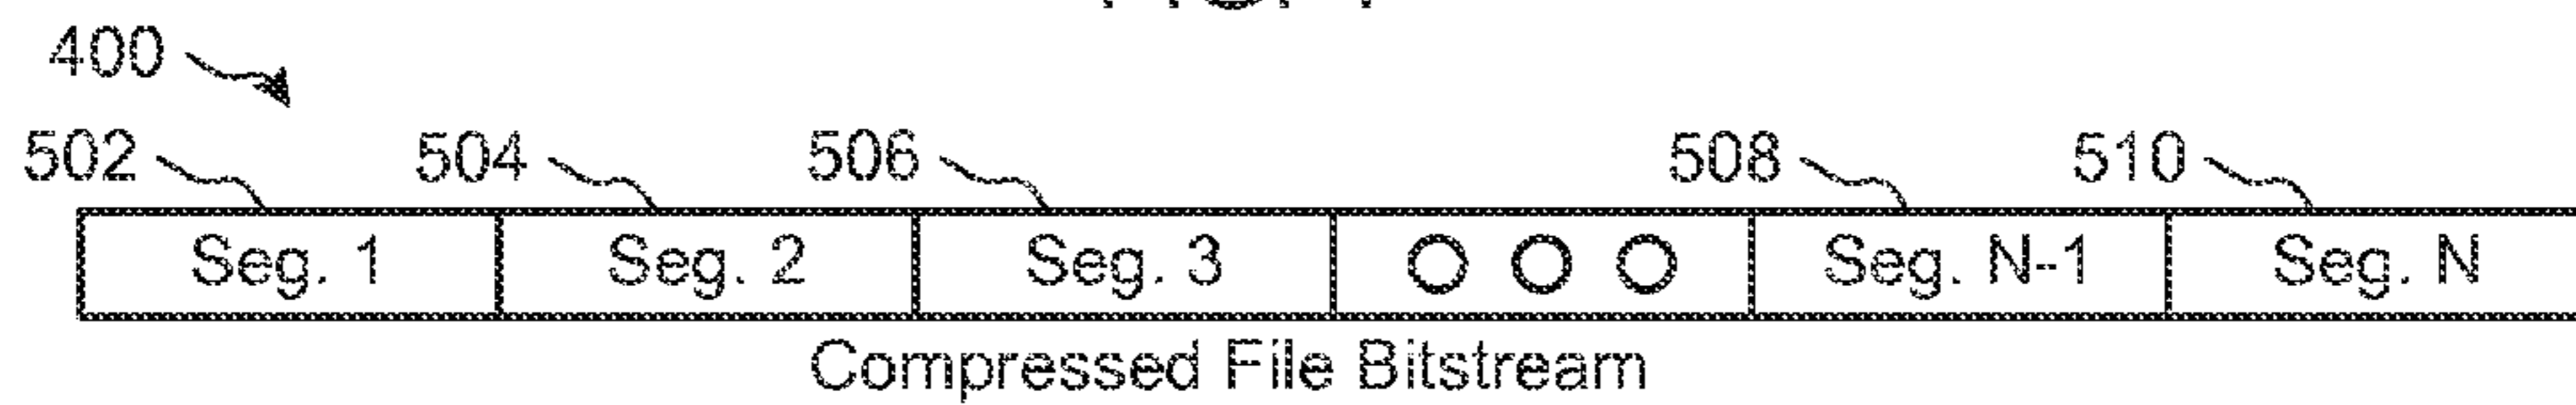 400
502 504 506 508 510
Seg. 1 Seg. 2 Seg. 3 O O O Seg. N-1 Seg. N
Compressed File Bitstream